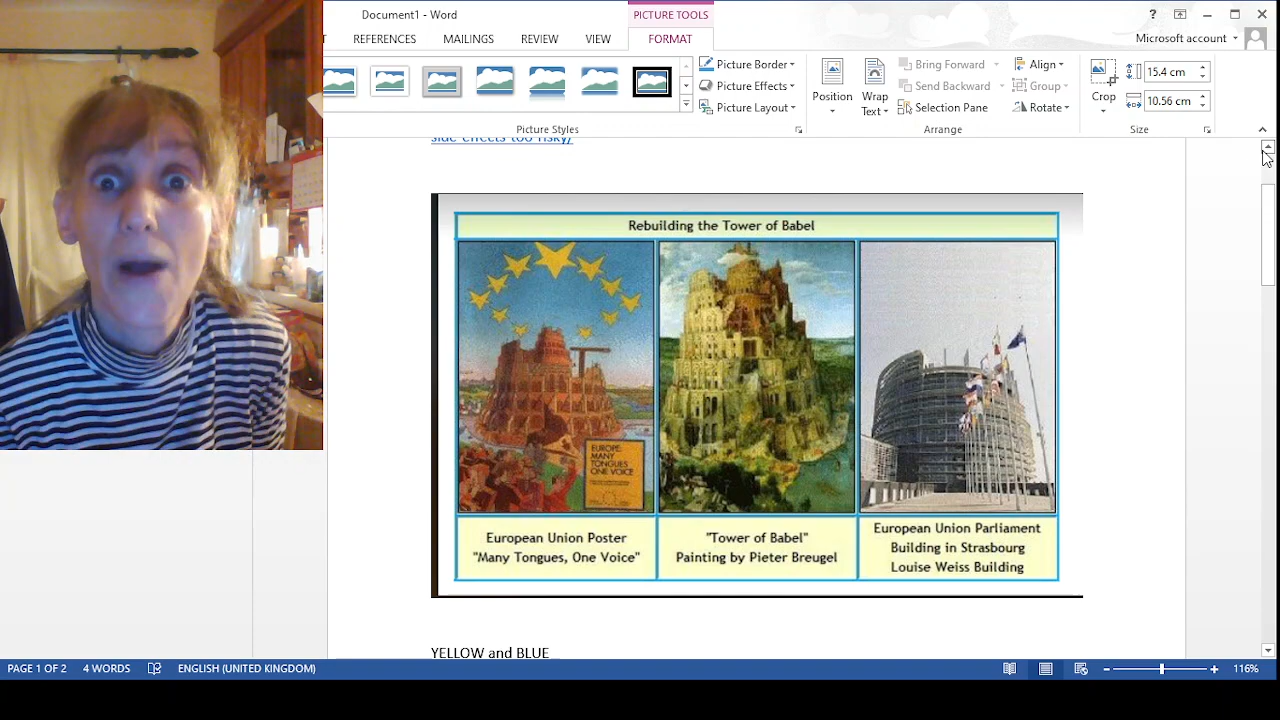 Document1 - Word
PICTURE TOOLS
?
REFERENCES
MAILINGS
REVIEW
VIEW
FORMAT
Microsoft account
Picture Border
Picture Effects
Picture Layout
Picture Styles
Position
Wrap
Text
Bring Forward
Send Backward
Selection Pane
Align
Group
Rotate
Arrange
Crop
15.4 cm
10.56 cm
Size
side effects too risky/
Rebuilding the Tower of Babel
EUROPE:
MANY
TONGUES
ONE VOICE
European Union Poster
"Many Tongues, One Voice"
"Tower of Babel"
Painting by Pieter Breugel
European Union Parliament
Building in Strasbourg
Louise Weiss Building
YELLOW and BLUE
PAGE 1 OF 2
4 WORDS
ENGLISH (UNITED KINGDOM)
116%